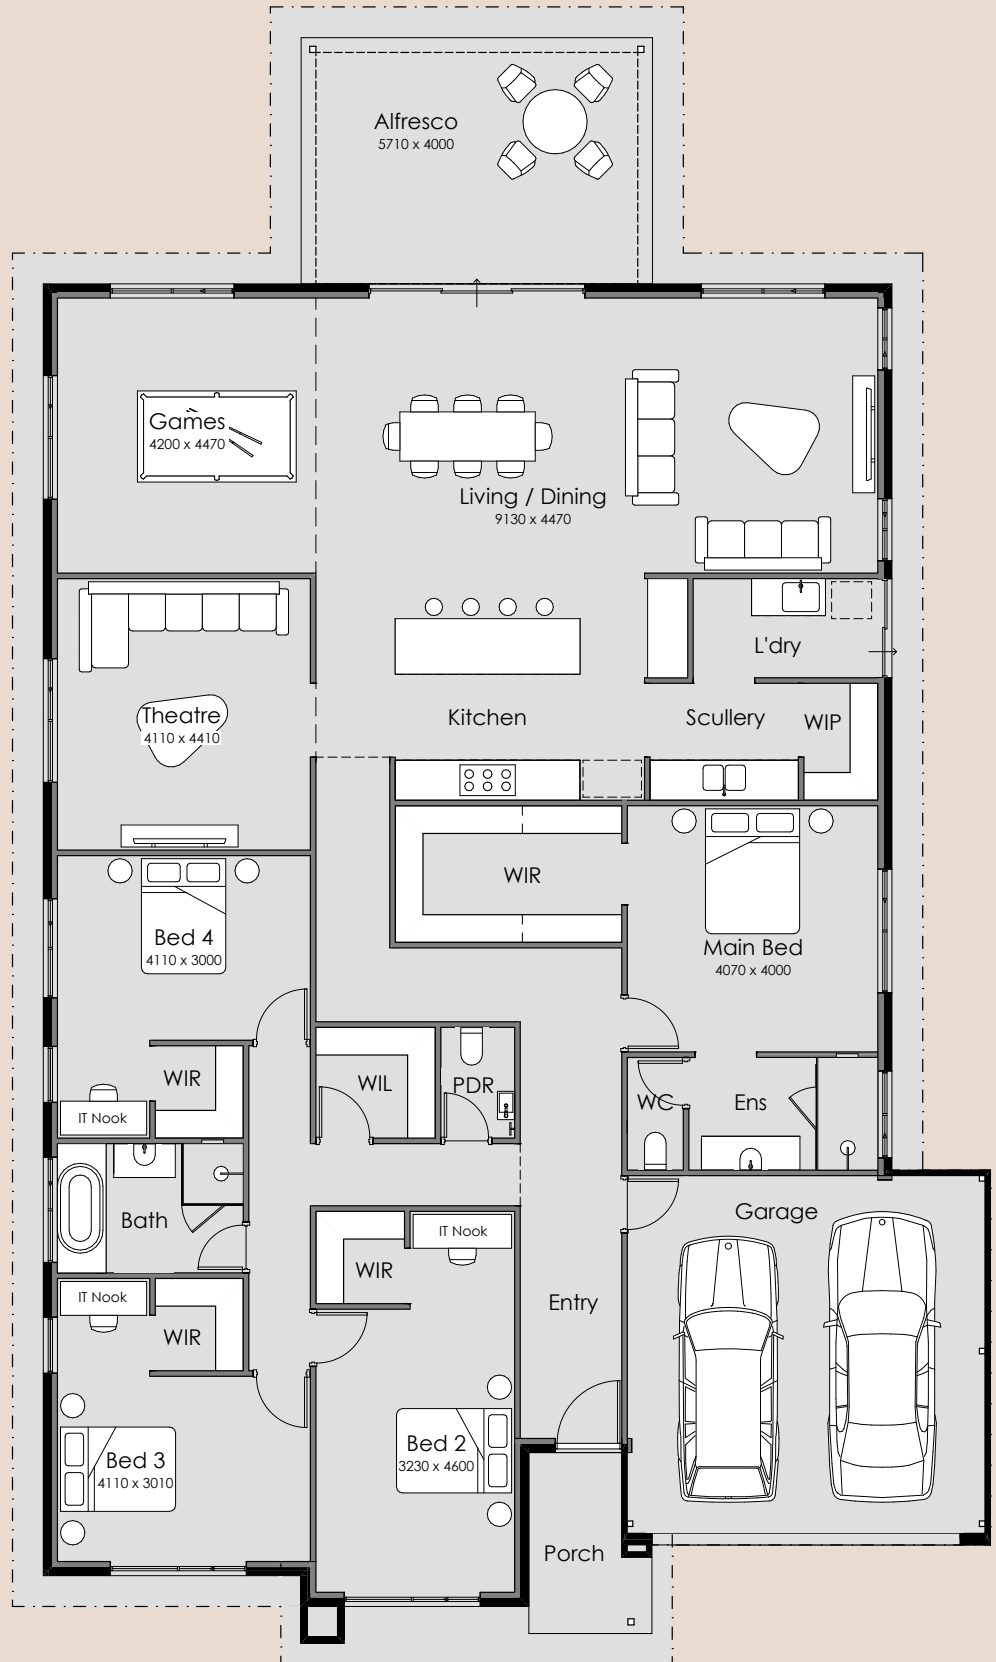 Alfresco
5710 x 4000
Games
4200 x 4470
Living / Dining
9130 x 4470
L'dry
Theatre
4110 x 4410
Kitchen
Scullery
WIP
WIR
Bed 4
4110 x 3000
Main Bed
4070 x 4000
WIR
IT Nook
WIL
PDR
WC
Ens
Bath
Garage
IT Nook
WIR
IT Nook
WIR
Entry
Bed 3
4110 x 3010
Bed 2
3230 x 4600
Porch